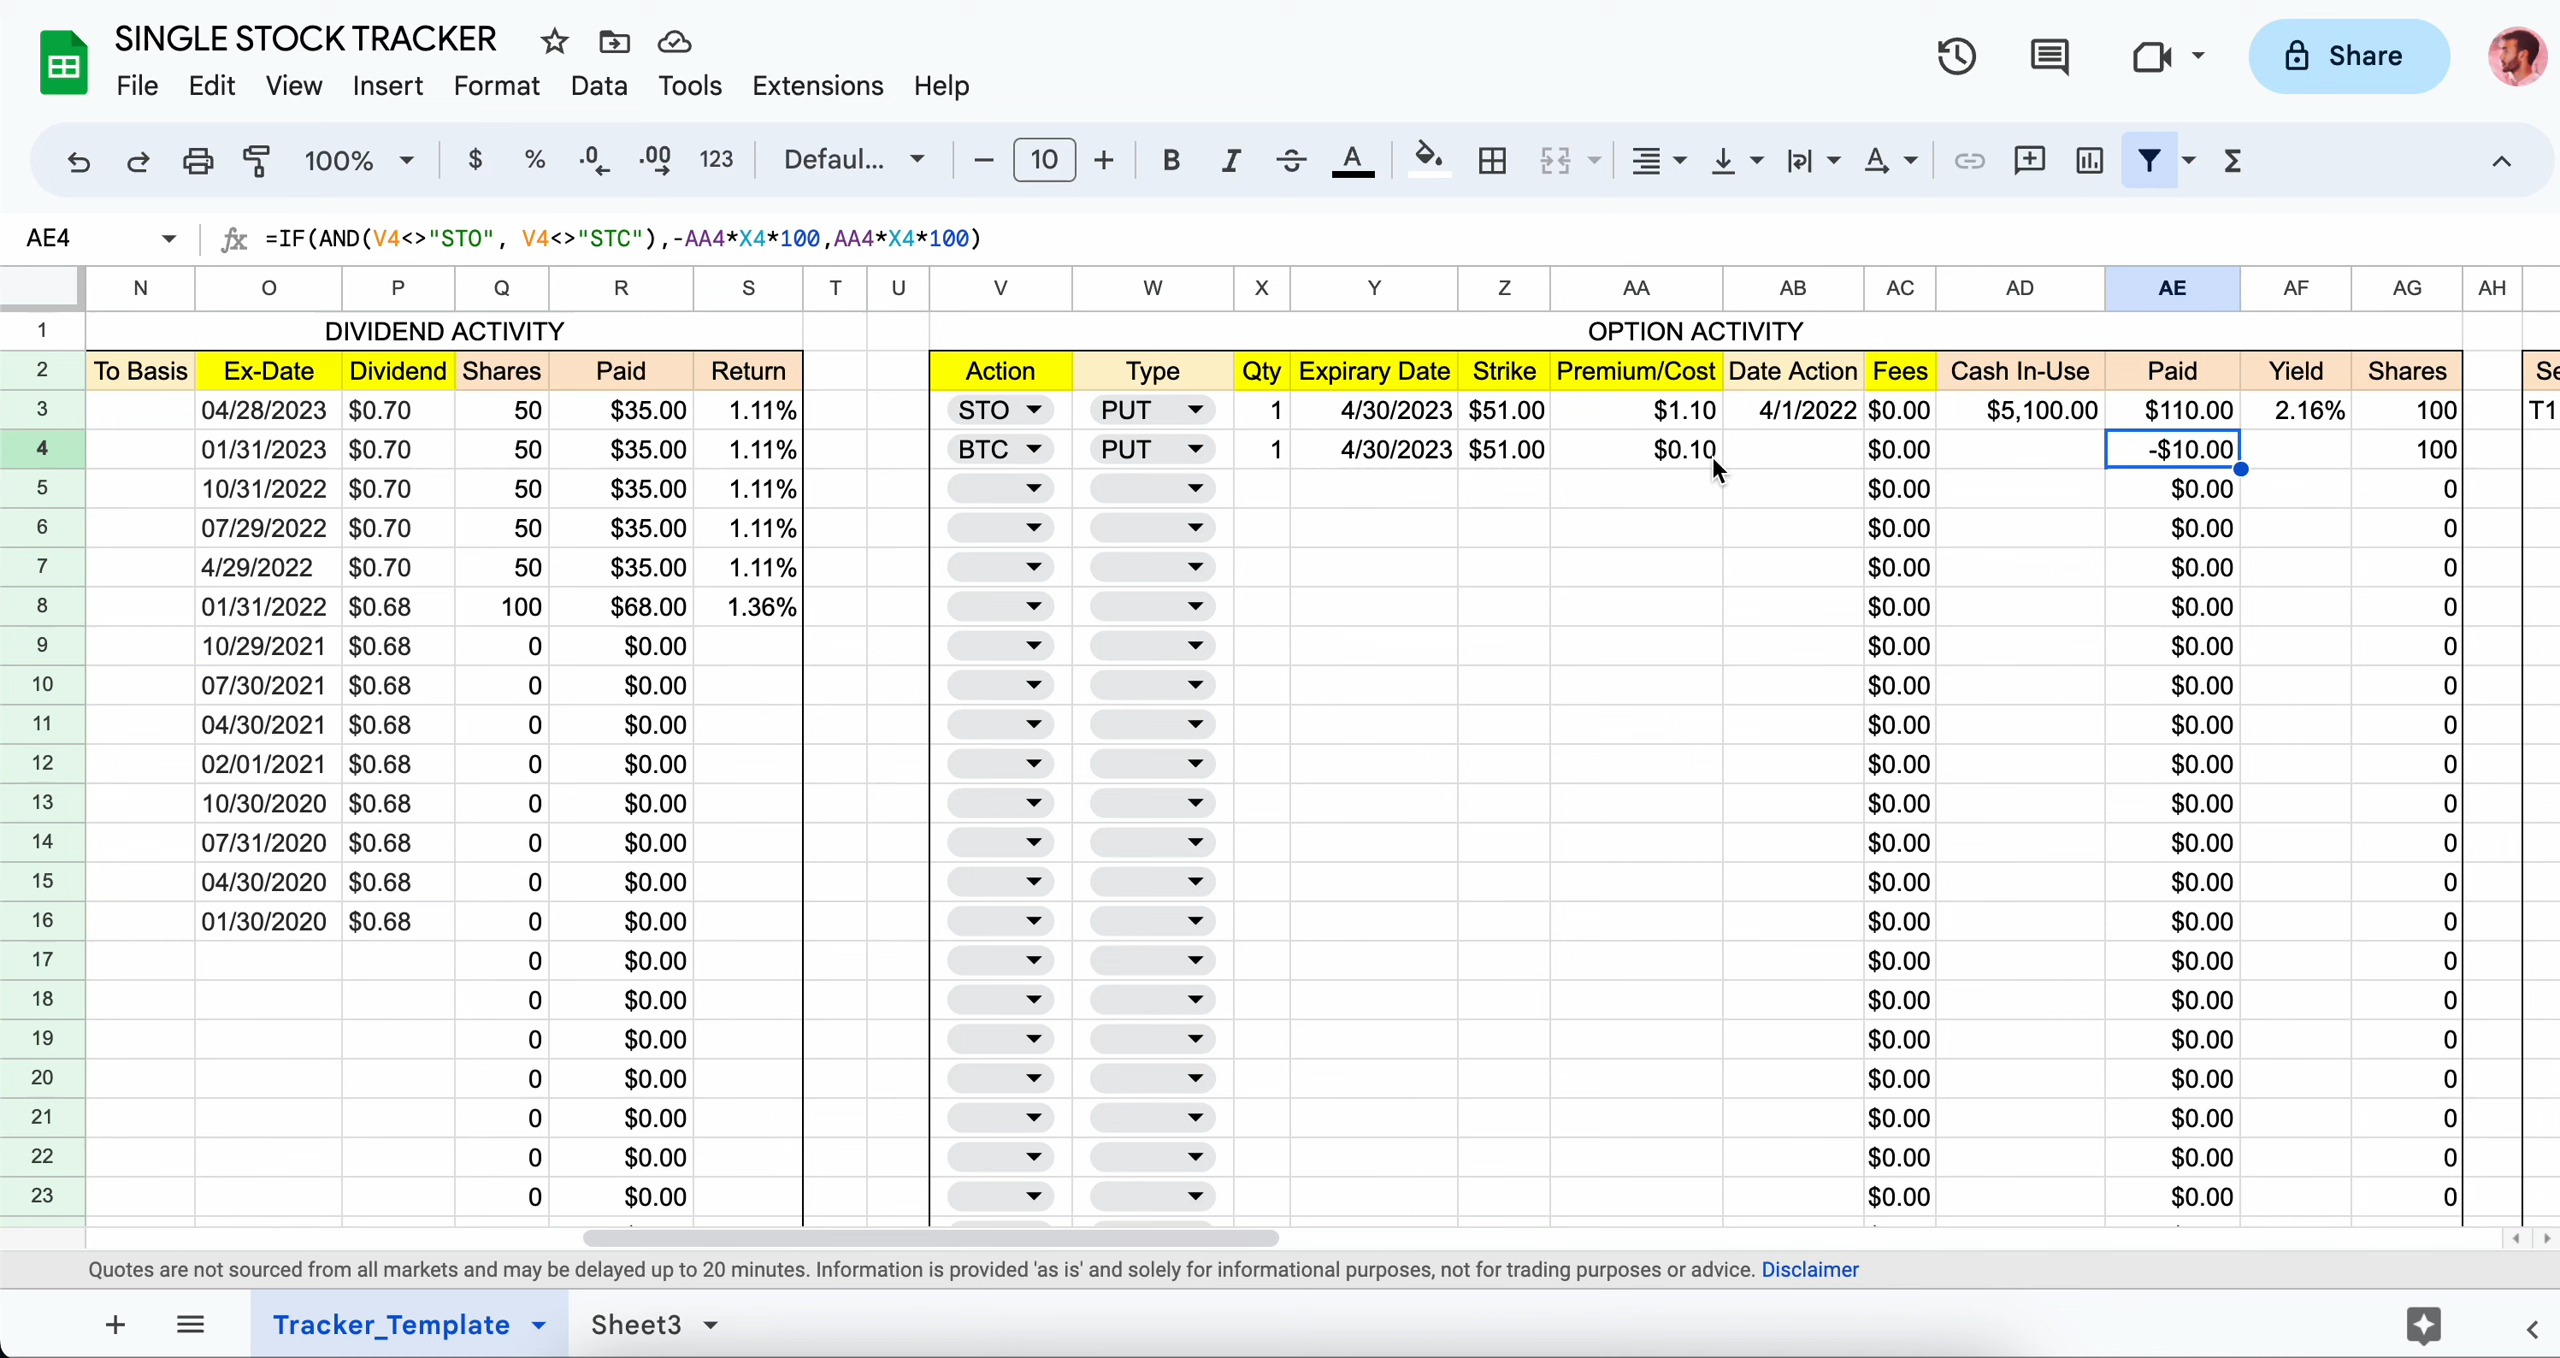 SINGLE STOCK TRACKER
File Edit View Insert Format Data Tools Extensions Help
Share
100% $ % .0 .00 123 Defaul... 10 B I S A A Σ
AE4 fx =IF(AND(V4<>"STO", V4<>"STC"),-AA4*X4*100,AA4*X4*100)
N O P Q R S T U V W X Y Z AA AB AC AD AE AF AG AH
1 DIVIDEND ACTIVITY OPTION ACTIVITY
2 To Basis Ex-Date Dividend Shares Paid Return Action Type Qty Expirary Date Strike Premium/Cost Date Action Fees Cash In-Use Paid Yield Shares Se
3 04/28/2023 $0.70 50 $35.00 1.11% STO PUT 1 4/30/2023 $51.00 $1.10 4/1/2022 $0.00 $5,100.00 $110.00 2.16% 100 T1
4 01/31/2023 $0.70 50 $35.00 1.11% BTC PUT 1 4/30/2023 $51.00 $0.10 $0.00 -$10.00 100
5 10/31/2022 $0.70 50 $35.00 1.11% $0.00 $0.00 0
6 07/29/2022 $0.70 50 $35.00 1.11% $0.00 $0.00 0
7 4/29/2022 $0.70 50 $35.00 1.11% $0.00 $0.00 0
8 01/31/2022 $0.68 100 $68.00 1.36% $0.00 $0.00 0
9 10/29/2021 $0.68 0 $0.00 $0.00 $0.00 0
10 07/30/2021 $0.68 0 $0.00 $0.00 $0.00 0
11 04/30/2021 $0.68 0 $0.00 $0.00 $0.00 0
12 02/01/2021 $0.68 0 $0.00 $0.00 $0.00 0
13 10/30/2020 $0.68 0 $0.00 $0.00 $0.00 0
14 07/31/2020 $0.68 0 $0.00 $0.00 $0.00 0
15 04/30/2020 $0.68 0 $0.00 $0.00 $0.00 0
16 01/30/2020 $0.68 0 $0.00 $0.00 $0.00 0
17 0 $0.00 $0.00 $0.00 0
18 0 $0.00 $0.00 $0.00 0
19 0 $0.00 $0.00 $0.00 0
20 0 $0.00 $0.00 $0.00 0
21 0 $0.00 $0.00 $0.00 0
22 0 $0.00 $0.00 $0.00 0
23 0 $0.00 $0.00 $0.00 0
Quotes are not sourced from all markets and may be delayed up to 20 minutes. Information is provided 'as is' and solely for informational purposes, not for trading purposes or advice. Disclaimer
Tracker_Template Sheet3